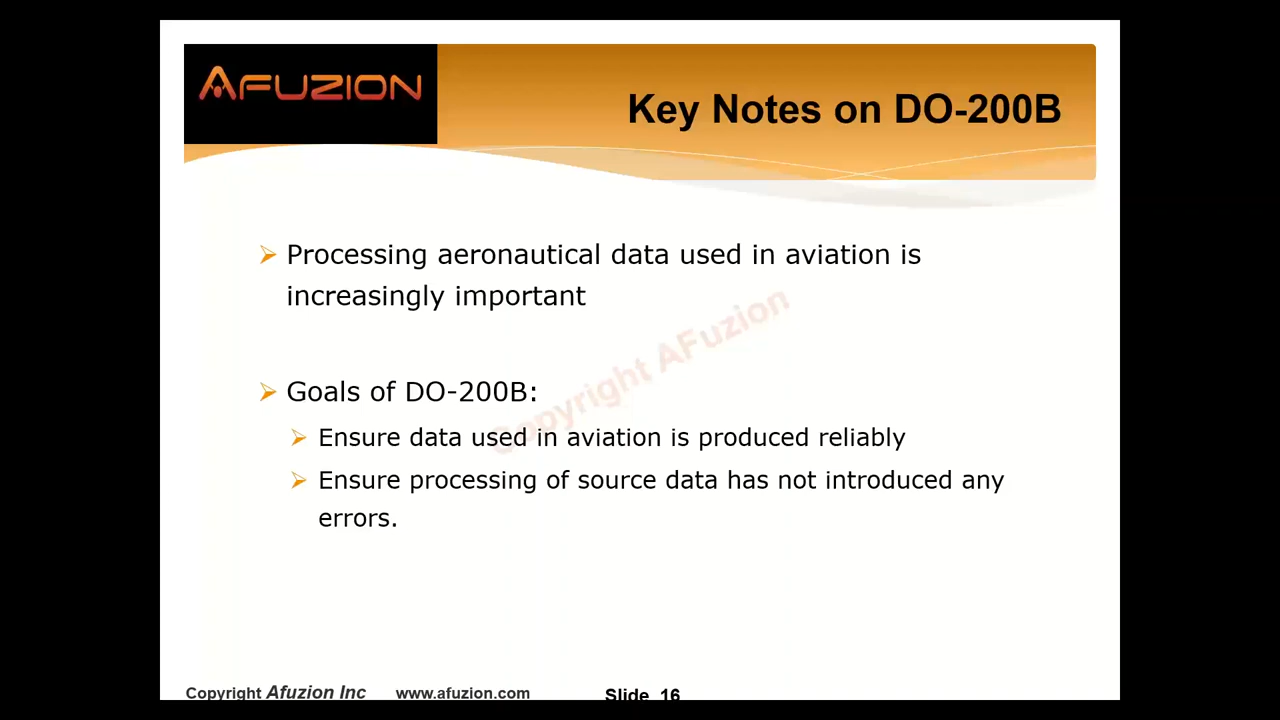 AFUZION
Key Notes on DO-200B
Processing aeronautical data used in aviation is
increasingly important
Copyright AFuzion
Goals of DO-200B:
Ensure data used in aviation is produced reliably
Ensure processing of source data has not introduced any
errors.
Copyright Afuzion Inc www.afuzion.com Slide 16